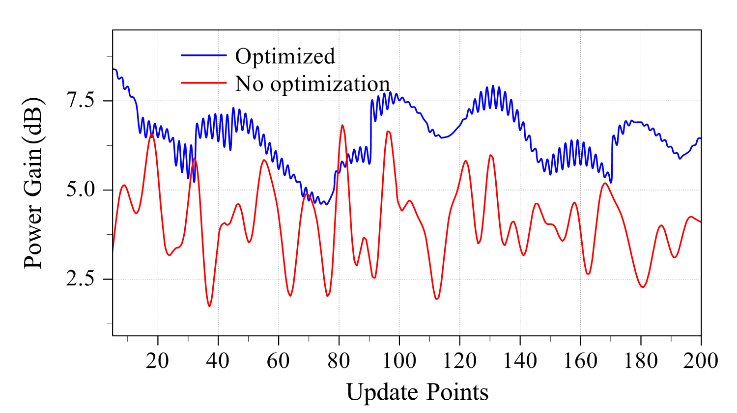 Optimized
No optimization
7.5
5.0
2.5
Power Gain(dB)
20 40 60 80 100 120 140 160 180 200
Update Points